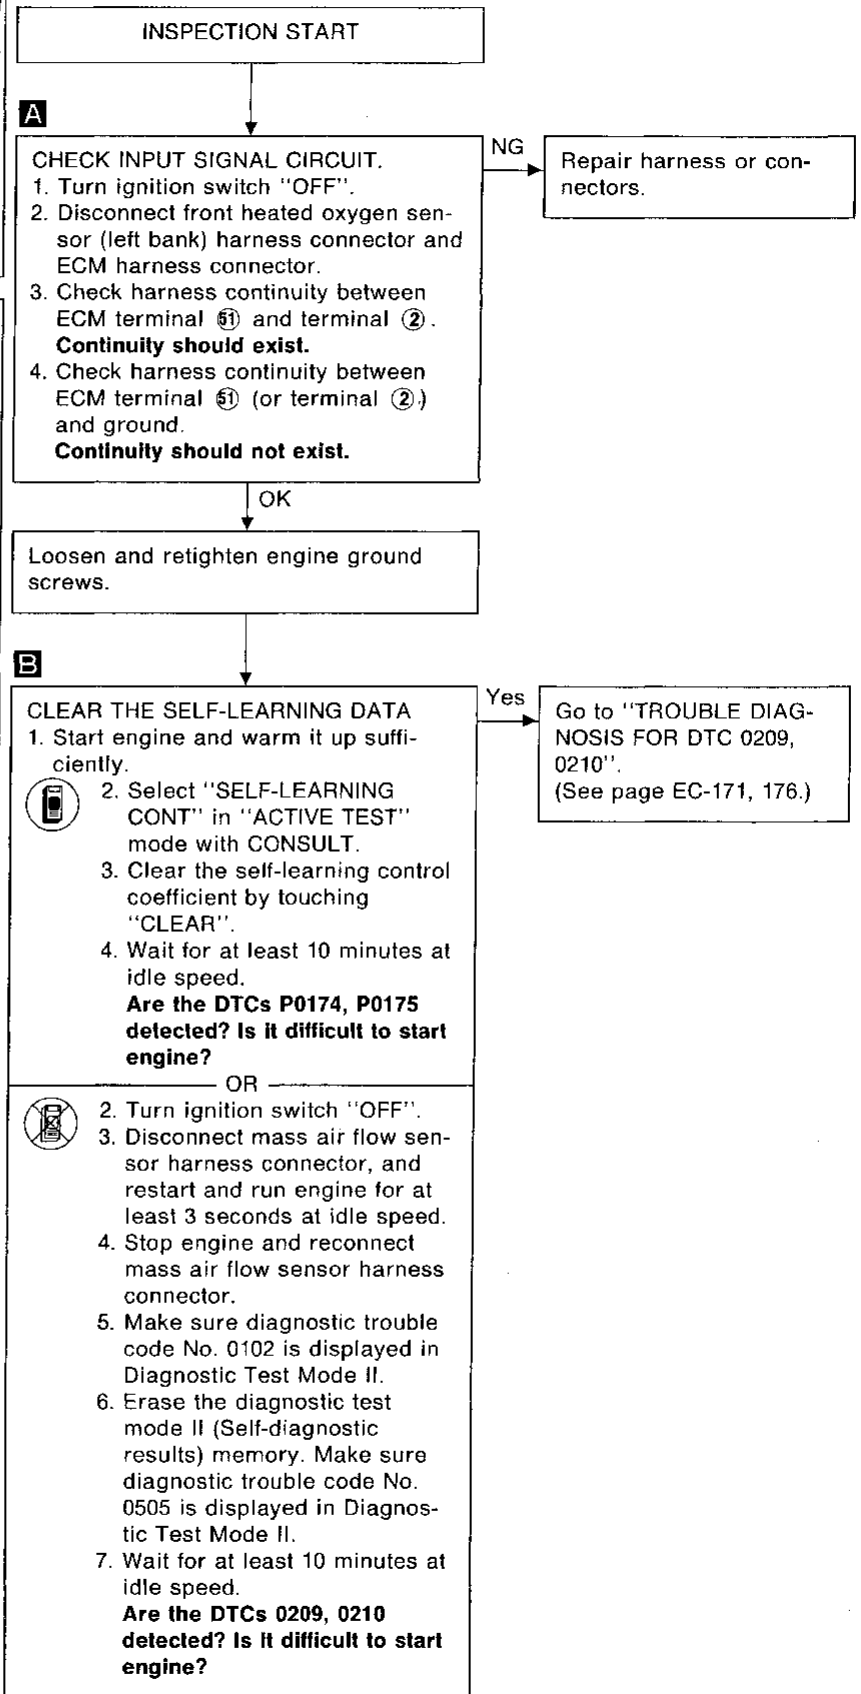 INSPECTION START
A
CHECK INPUT SIGNAL CIRCUIT.
1. Turn ignition switch "OFF".
2. Disconnect front heated oxygen sen-
sor (left bank) harness connector and
ECM harness connector.
3. Check harness continuity between
ECM terminal 51 and terminal 2.
Continuity should exist.
4. Check harness continuity between
ECM terminal 51 (or terminal 2.)
and ground.
Continuity should not exist.
NG
Repair harness or con-
nectors.
OK
Loosen and retighten engine ground
screws.
B
CLEAR THE SELF-LEARNING DATA
1. Start engine and warm it up suffi-
ciently.
2. Select "SELF-LEARNING
CONT" in "ACTIVE TEST"
mode with CONSULT.
3. Clear the self-learning control
coefficient by touching
"CLEAR".
4. Wait for at least 10 minutes at
idle speed.
Are the DTCs P0174, P0175
detected? Is it difficult to start
engine?
Yes
Go to "TROUBLE DIAG-
NOSIS FOR DTC 0209,
0210".
(See page EC-171, 176.)
OR
2. Turn ignition switch "OFF".
3. Disconnect mass air flow sen-
sor harness connector, and
restart and run engine for at
least 3 seconds at idle speed.
4. Stop engine and reconnect
mass air flow sensor harness
connector.
5. Make sure diagnostic trouble
code No. 0102 is displayed in
Diagnostic Test Mode II.
6. Erase the diagnostic test
mode II (Self-diagnostic
results) memory. Make sure
diagnostic trouble code No.
0505 is displayed in Diagnos-
tic Test Mode II.
7. Wait for at least 10 minutes at
idle speed.
Are the DTCs 0209, 0210
detected? Is it difficult to start
engine?